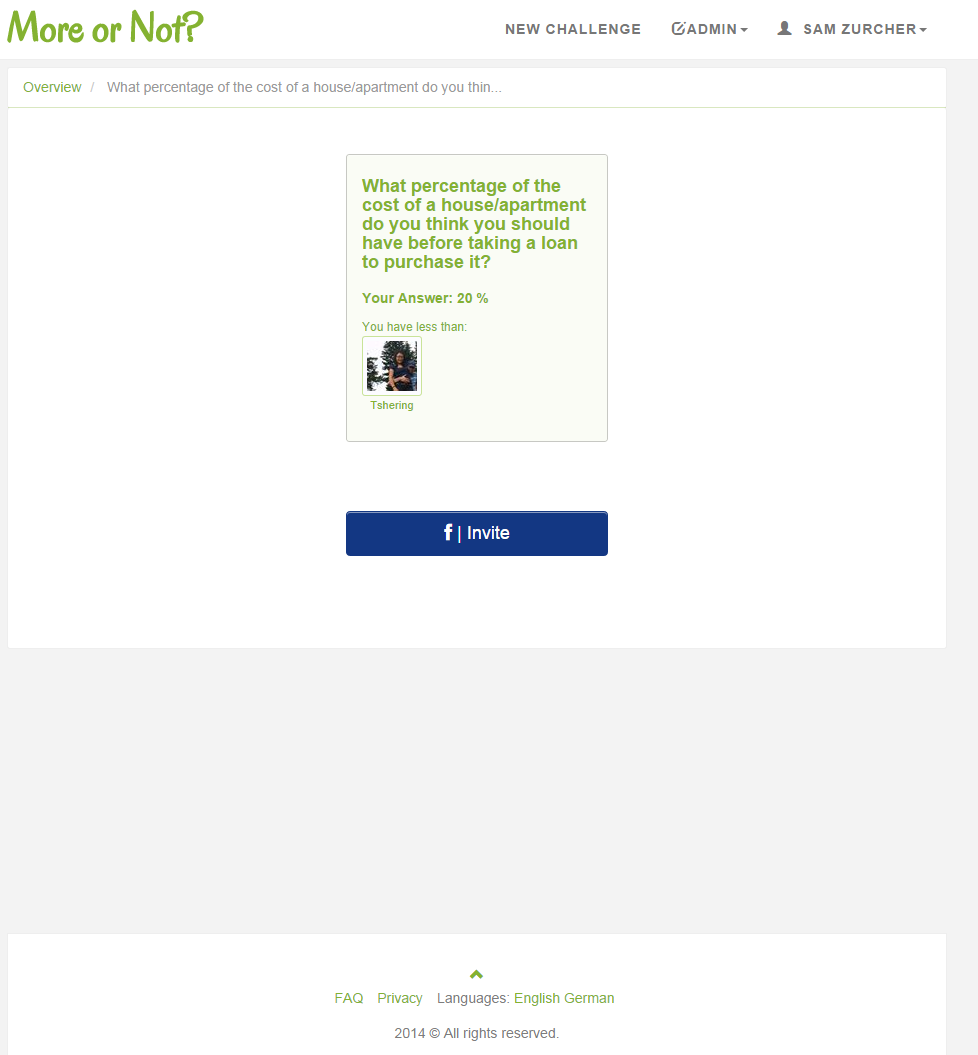 More or Not?
NEW CHALLENGE ADMIN SAM ZURCHER
Overview / What percentage of the cost of a house/apartment do you thin...
What percentage of the
cost of a house/apartment
do you think you should
have before taking a loan
to purchase it?
Your Answer: 20 %
You have less than:
Tshering
f | Invite
FAQ Privacy Languages: English German
2014 © All rights reserved.